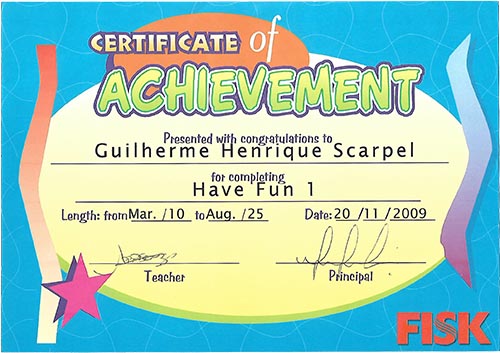 CERTIFICATE of
ACHIEVEMENT
Presented with congratulations to
Guilherme Henrique Scarpel
for completing
Have Fun 1
Length: from Mar. /10 to Aug. /25 Date: 20 /11 /2009
Teacher Principal
FISK